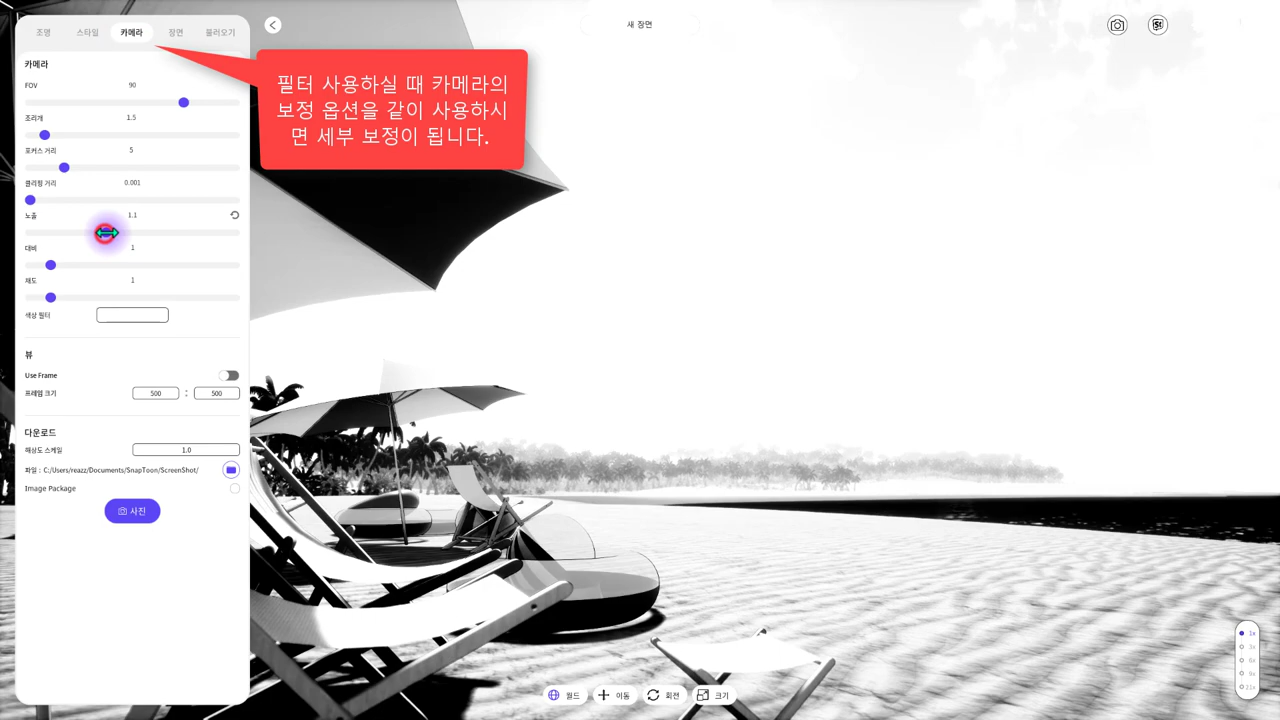 조명 스타일 카메라 장면 불러오기
새 장면
카메라
FOV 90
조리개 1.5
포커스 거리 5
클리핑 거리 0.001
노출 1.1
대비 1
채도 1
색상 필터
뷰
Use Frame
프레임 크기 500 : 500
다운로드
해상도 스케일 1.0
파일 : C:/Users/reazz/Documents/SnapToon/ScreenShot/
Image Package
사진
필터 사용하실 때 카메라의
보정 옵션을 같이 사용하시
면 세부 보정이 됩니다.
월드 이동 회전 크기
1x
3x
6x
9x
21x